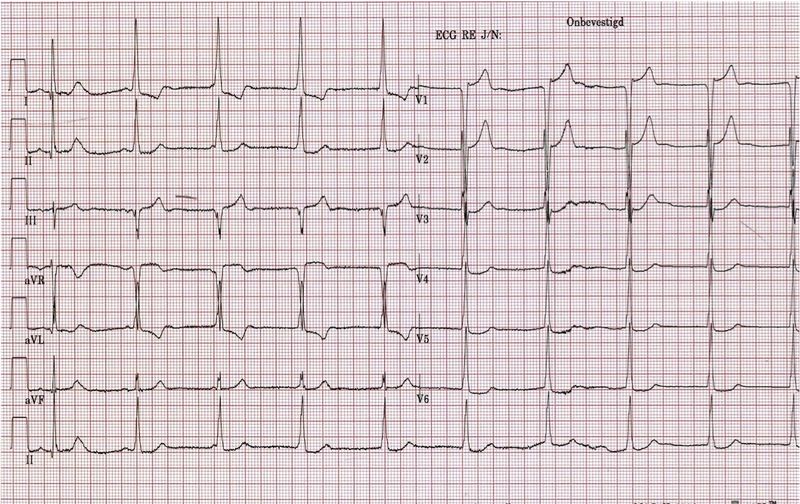 Onbevestigd
ECG RE J/N:
I
V1
II
V2
III
V3
aVR
V4
aVL
V5
aVF
V6
II